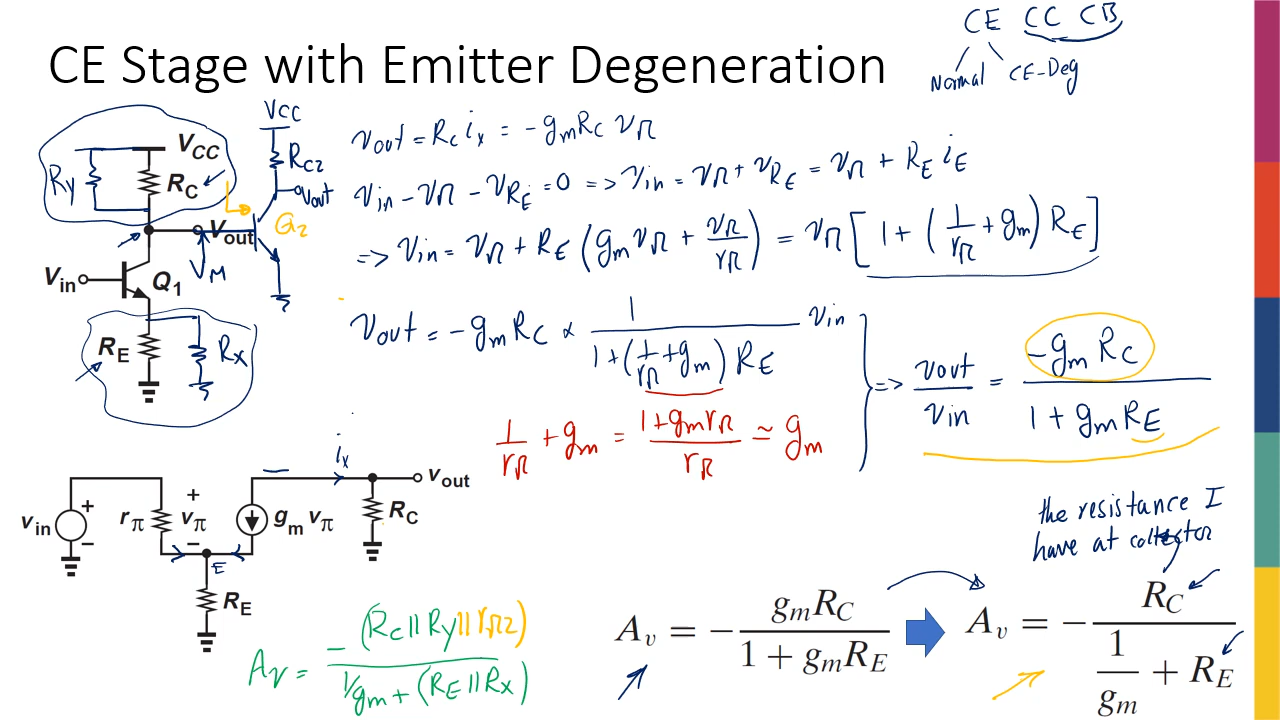 CE CC CB
Normal CE-Deg
CE Stage with Emitter Degeneration
VCC
RC2
Vout
Q2
VCC
Ry
RC
Vout
VM
Vin
Q1
RE
Rx
vout = RC ix = -gm RC vπ
vin - vπ - vRE = 0 => vin = vπ + vRE = vπ + RE iE
=> vin = vπ + RE (gm vπ + vπ/rπ) = vπ [1 + (1/rπ + gm) RE]
vout = -gm RC × 1/(1 + (1/rπ + gm) RE) vin
=> vout/vin = -gm RC/(1 + gm RE)
1/rπ + gm = (1 + gm rπ)/rπ ≃ gm
ix
vin
+
−
rπ
+
vπ
−
gm vπ
vout
RC
E
RE
the resistance I
have at collector
Av = -(RC || Ry || rπ2)/(1/gm + (RE || Rx))
Av = − gmRC/(1 + gmRE)
Av = − RC/(1/gm + RE)